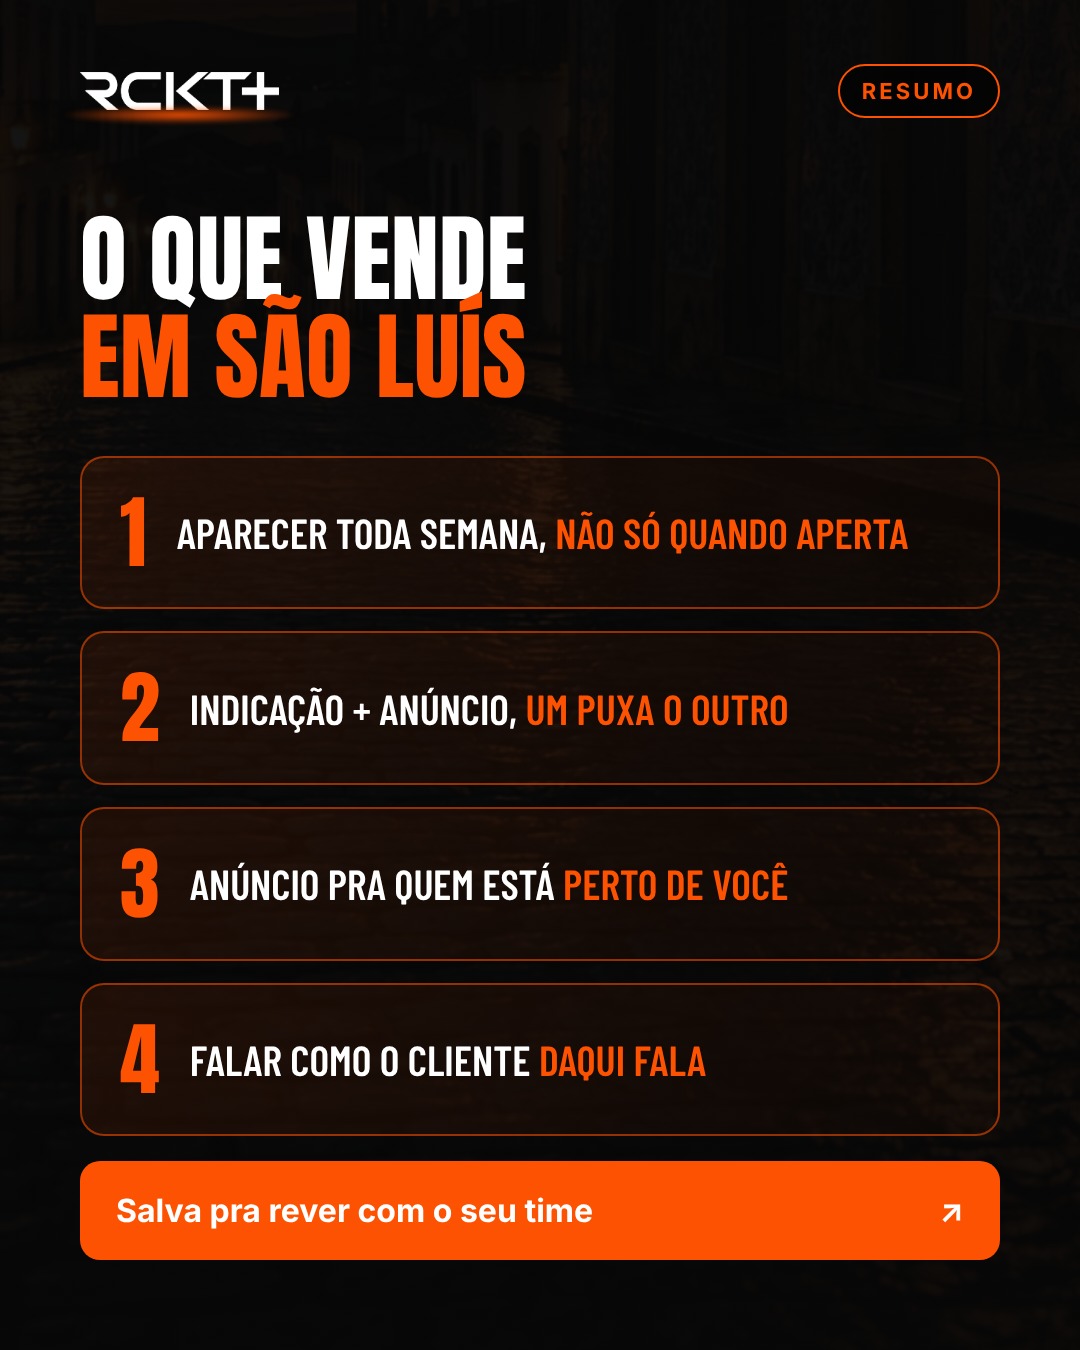 RCKT+
RESUMO
O QUE VENDE
EM SÃO LUÍS
1 APARECER TODA SEMANA, NÃO SÓ QUANDO APERTA
2 INDICAÇÃO + ANÚNCIO, UM PUXA O OUTRO
3 ANÚNCIO PRA QUEM ESTÁ PERTO DE VOCÊ
4 FALAR COMO O CLIENTE DAQUI FALA
Salva pra rever com o seu time